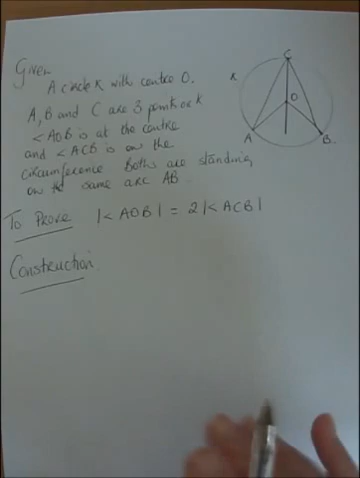 Given
A circle K with centre O.
A, B and C are 3 points on K
<AOB is at the centre
and <ACB is on the
circumference Both are standing
on the same arc AB.
To Prove |<AOB| = 2|<ACB|
Construction
C
K
O
A
B